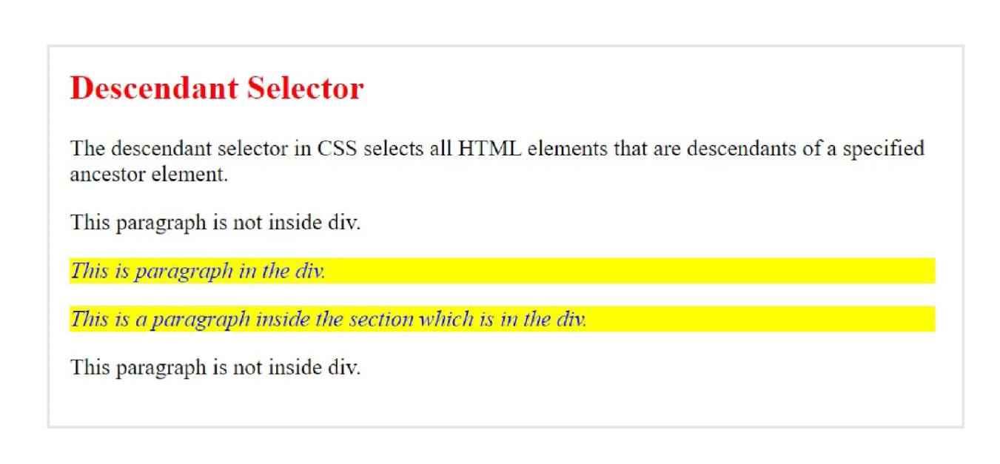 Descendant Selector
The descendant selector in CSS selects all HTML elements that are descendants of a specified
ancestor element.
This paragraph is not inside div.
This is paragraph in the div.
This is a paragraph inside the section which is in the div.
This paragraph is not inside div.